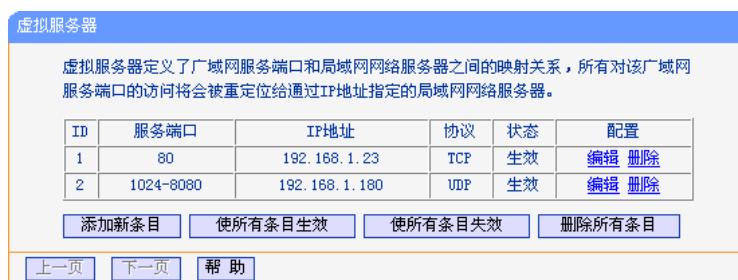 虚拟服务器
虚拟服务器定义了广域网服务端口和局域网网络服务器之间的映射关系，所有对该广域网
服务端口的访问将会被重定位给通过IP地址指定的局域网网络服务器。
ID 服务端口 IP地址 协议 状态 配置
1 80 192.168.1.23 TCP 生效 编辑 删除
2 1024-8080 192.168.1.180 UDP 生效 编辑 删除
添加新条目 使所有条目生效 使所有条目失效 删除所有条目
上一页 下一页 帮 助